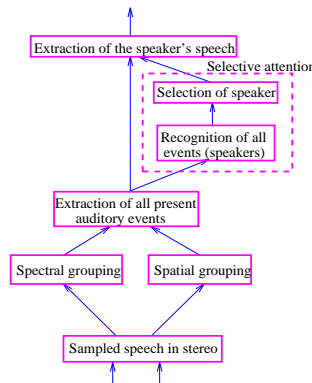 Extraction of the speaker's speech
Selective attention
Selection of speaker
Recognition of all
events (speakers)
Extraction of all present
auditory events
Spectral grouping
Spatial grouping
Sampled speech in stereo